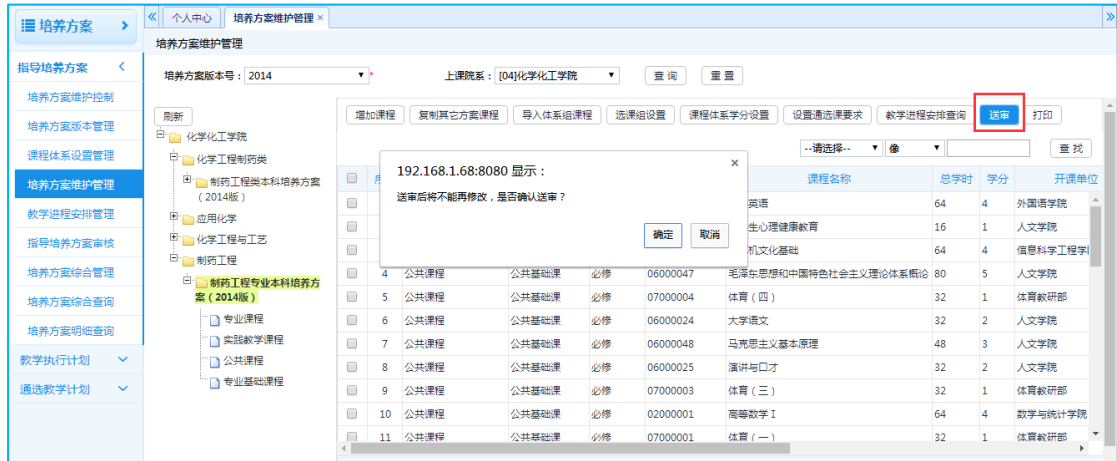 培养方案
个人中心 培养方案维护管理 ×
培养方案维护管理
指导培养方案
培养方案维护控制
培养方案版本管理
课程体系设置管理
培养方案维护管理
教学进程安排管理
指导培养方案审核
培养方案综合管理
培养方案综合查询
培养方案明细查询
教学执行计划
通选教学计划
培养方案版本号： 2014 * 上课院系： [04]化学化工学院 查 询 重 置
刷新
化学化工学院
化学工程制药类
制药工程类本科培养方案
（2014版）
应用化学
化学工程与工艺
制药工程
制药工程专业本科培养方
案（2014版）
专业课程
实践教学课程
公共课程
专业基础课程
增加课程 复制其它方案课程 导入体系组课程 选课组设置 课程体系学分设置 设置通选课要求 教学进程安排查询 送审 打印
--请选择-- 像 查 找
192.168.1.68:8080 显示： ×
送审后将不能再修改，是否确认送审？
确定 取消
课程名称 总学时 学分 开课单位
英语 64 4 外国语学院
生心理健康教育 16 1 人文学院
机文化基础 64 4 信息科学工程学
4 公共课程 公共基础课 必修 06000047 毛泽东思想和中国特色社会主义理论体系概论 80 5 人文学院
5 公共课程 公共基础课 必修 07000004 体育（四） 32 1 体育教研部
6 公共课程 公共基础课 必修 06000024 大学语文 32 2 人文学院
7 公共课程 公共基础课 必修 06000048 马克思主义基本原理 48 3 人文学院
8 公共课程 公共基础课 必修 06000025 演讲与口才 32 2 人文学院
9 公共课程 公共基础课 必修 07000003 体育（三） 32 1 体育教研部
10 公共课程 公共基础课 必修 02000001 高等数学 I 64 4 数学与统计学院
11 公共课程 公共基础课 必修 07000001 体育（一） 32 1 体育教研部